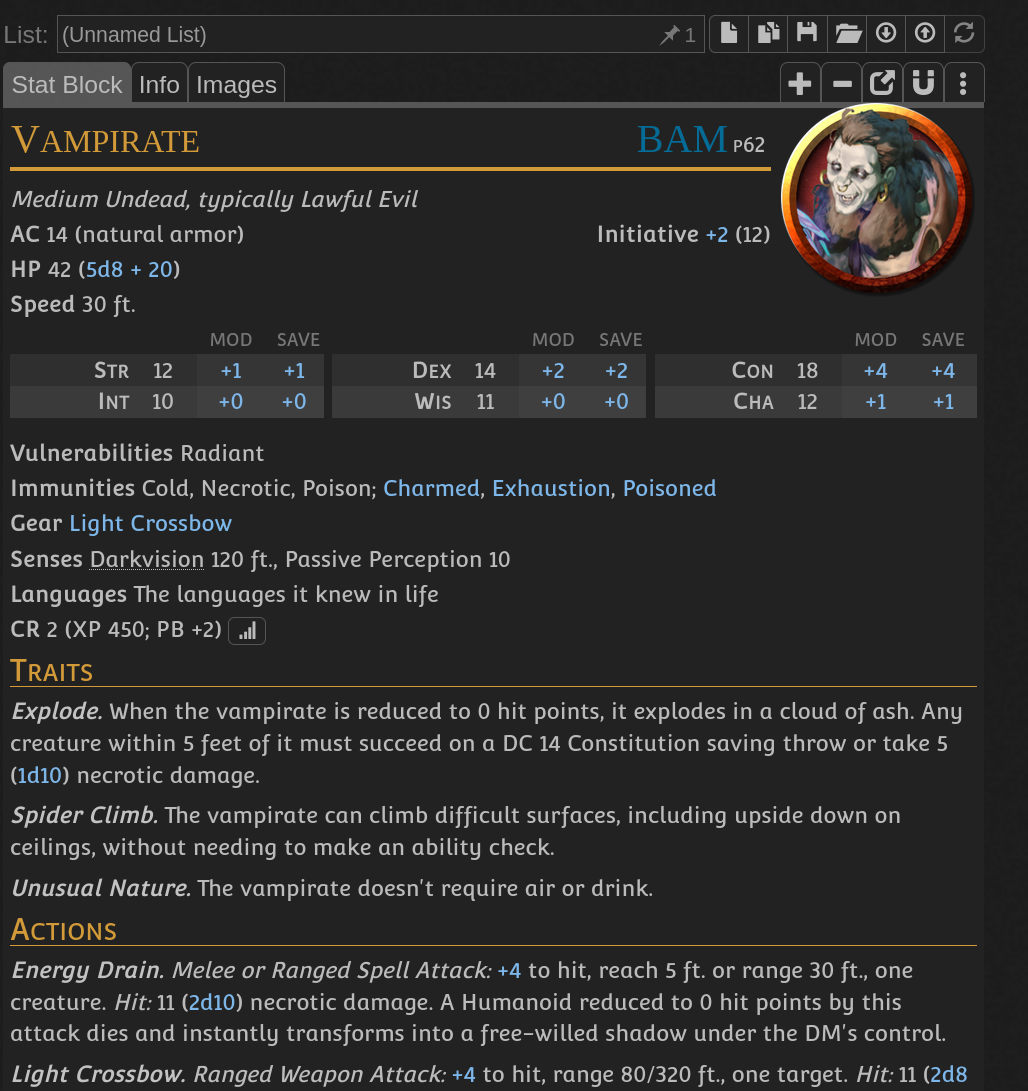 List: (Unnamed List) 1
Stat Block Info Images
Vampirate BAM p62
Medium Undead, typically Lawful Evil
AC 14 (natural armor) Initiative +2 (12)
HP 42 (5d8 + 20)
Speed 30 ft.
MOD SAVE MOD SAVE MOD SAVE
Str 12 +1 +1 Dex 14 +2 +2 Con 18 +4 +4
Int 10 +0 +0 Wis 11 +0 +0 Cha 12 +1 +1
Vulnerabilities Radiant
Immunities Cold, Necrotic, Poison; Charmed, Exhaustion, Poisoned
Gear Light Crossbow
Senses Darkvision 120 ft., Passive Perception 10
Languages The languages it knew in life
CR 2 (XP 450; PB +2)
Traits
Explode. When the vampirate is reduced to 0 hit points, it explodes in a cloud of ash. Any
creature within 5 feet of it must succeed on a DC 14 Constitution saving throw or take 5
(1d10) necrotic damage.
Spider Climb. The vampirate can climb difficult surfaces, including upside down on
ceilings, without needing to make an ability check.
Unusual Nature. The vampirate doesn't require air or drink.
Actions
Energy Drain. Melee or Ranged Spell Attack: +4 to hit, reach 5 ft. or range 30 ft., one
creature. Hit: 11 (2d10) necrotic damage. A Humanoid reduced to 0 hit points by this
attack dies and instantly transforms into a free-willed shadow under the DM's control.
Light Crossbow. Ranged Weapon Attack: +4 to hit, range 80/320 ft., one target. Hit: 11 (2d8